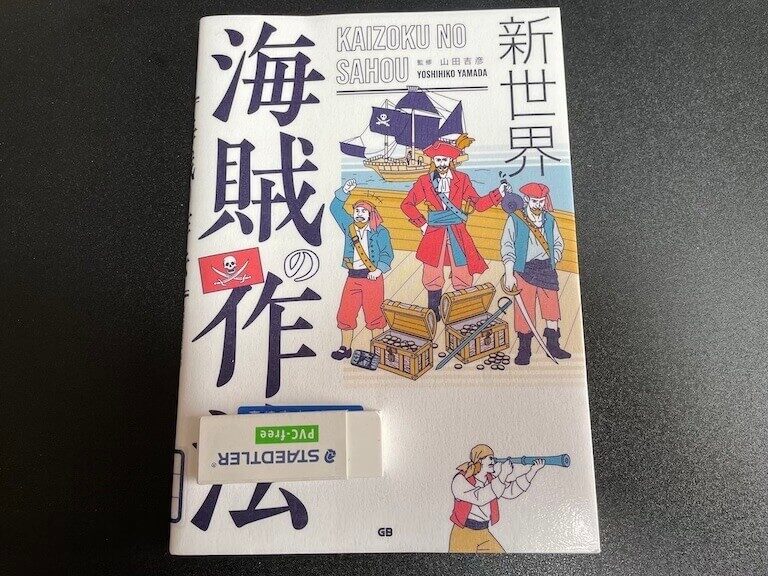 新世界
海賊の作法
KAIZOKU NO
SAHOU
監修 山田吉彦
YOSHIHIKO YAMADA
PVC-free
STAEDTLER®
GB